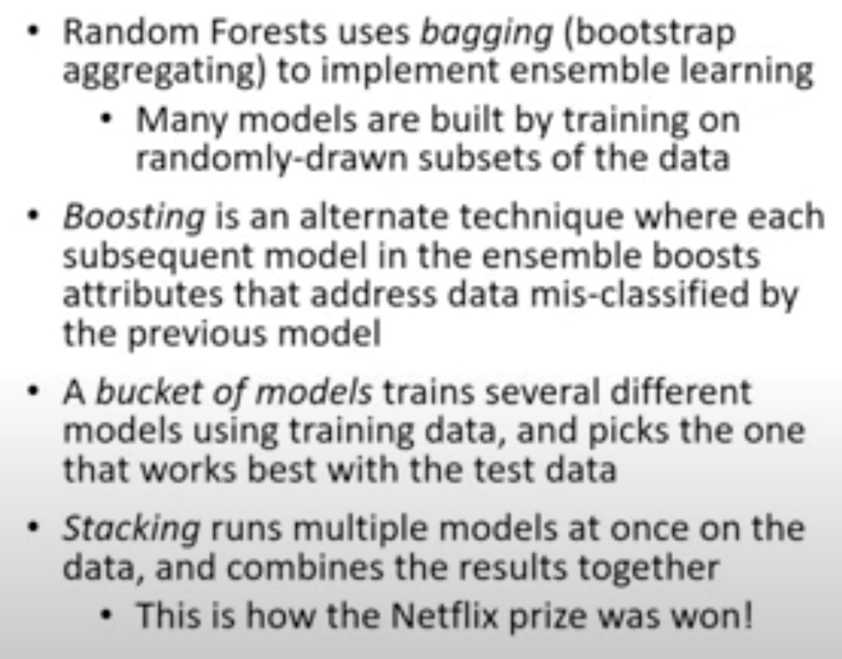 • Random Forests uses bagging (bootstrap
aggregating) to implement ensemble learning
• Many models are built by training on
randomly-drawn subsets of the data
• Boosting is an alternate technique where each
subsequent model in the ensemble boosts
attributes that address data mis-classified by
the previous model
• A bucket of models trains several different
models using training data, and picks the one
that works best with the test data
• Stacking runs multiple models at once on the
data, and combines the results together
• This is how the Netflix prize was won!